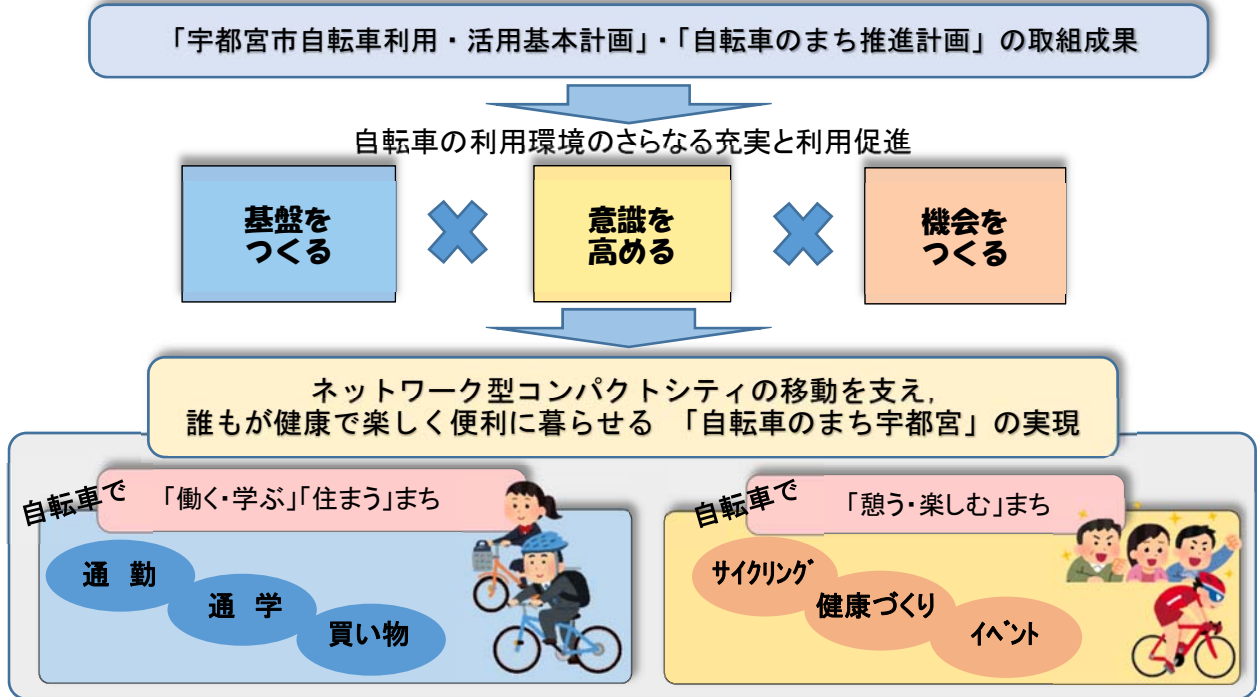 「宇都宮市自転車利用・活用基本計画」・「自転車のまち推進計画」の取組成果
自転車の利用環境のさらなる充実と利用促進
基盤を
つくる
意識を
高める
機会を
つくる
ネットワーク型コンパクトシティの移動を支え,
誰もが健康で楽しく便利に暮らせる 「自転車のまち宇都宮」の実現
自転車で
「働く・学ぶ」「住まう」まち
通 勤
通 学
買い物
自転車で
「憩う・楽しむ」まち
サイクリング
健康づくり
イベント